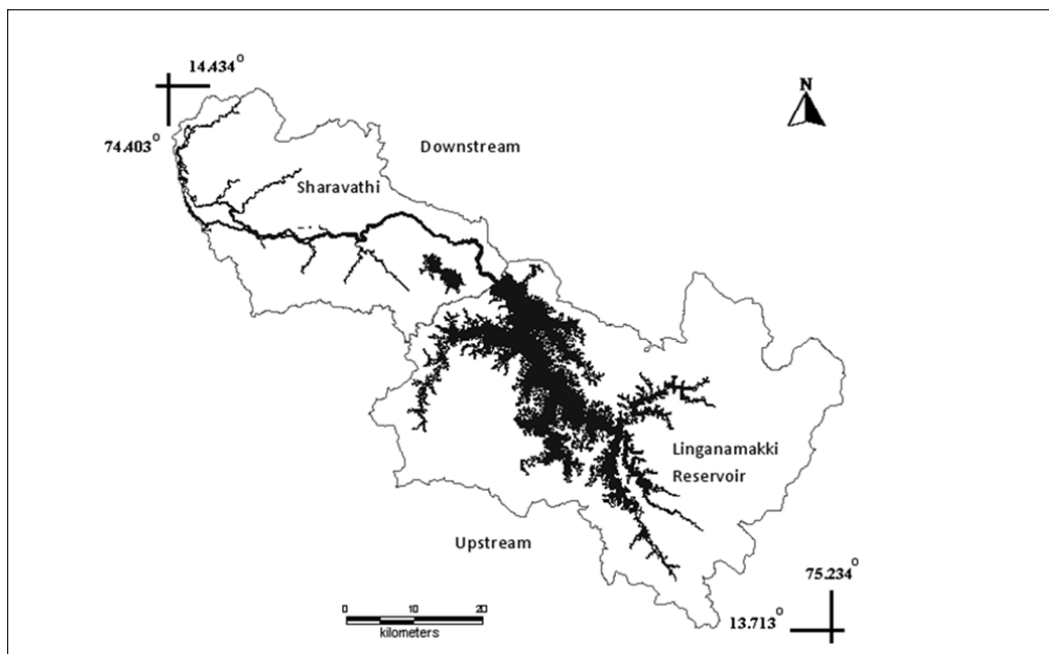 14.434°
N
74.403°
Downstream
Sharavathi
Linganamakki
Reservoir
Upstream
75.234°
0 10 20
13.713°
kilometers